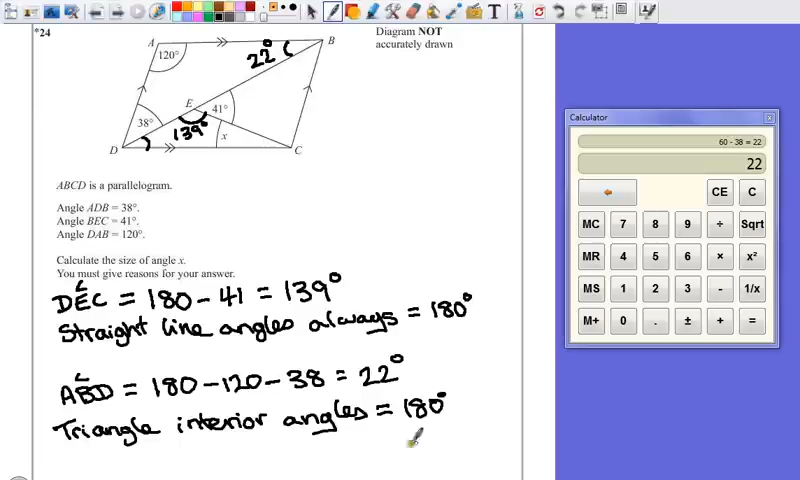 *24
Diagram NOT
accurately drawn
A
B
120°
22°
E
41°
38°
139°
x
D
C
ABCD is a parallelogram.
Angle ADB = 38°.
Angle BEC = 41°.
Angle DAB = 120°.
Calculate the size of angle x.
You must give reasons for your answer.
DEC = 180 - 41 = 139°
Straight line angles always = 180°
ABD = 180 - 120 - 38 = 22°
Triangle interior angles = 180°
Calculator
60 - 38 = 22
22
CE C
MC 7 8 9 ÷ Sqrt
MR 4 5 6 × x²
MS 1 2 3 - 1/x
M+ 0 . ± + =
T